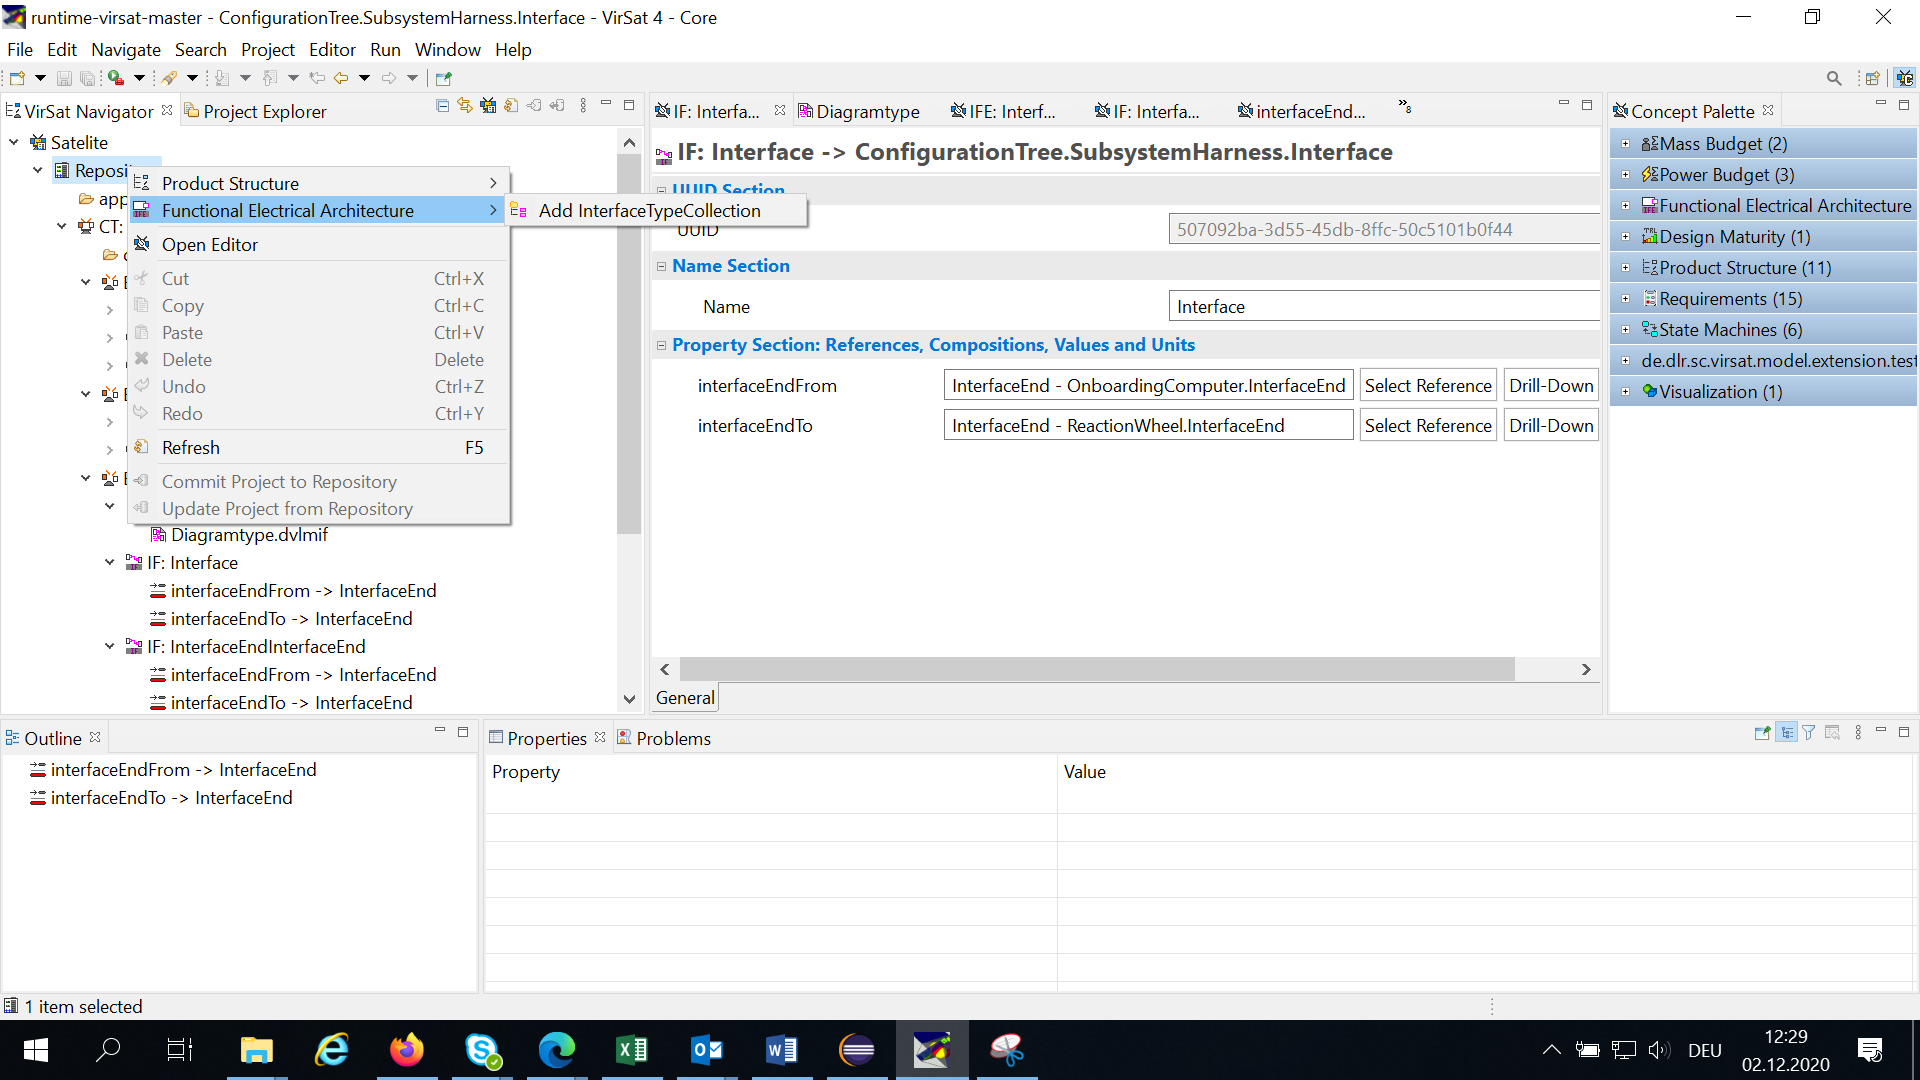 runtime-virsat-master - ConfigurationTree.SubsystemHarness.Interface - VirSat 4 - Core
File Edit Navigate Search Project Editor Run Window Help
VirSat Navigator
Project Explorer
Satelite
Product Structure
Functional Electrical Architecture
Add InterfaceTypeCollection
Open Editor
Cut Ctrl+X
Copy Ctrl+C
Paste Ctrl+V
Delete Delete
Undo Ctrl+Z
Redo Ctrl+Y
Refresh F5
Commit Project to Repository
Update Project from Repository
CT:
Diagramtype.dvlmif
IF: Interface
interfaceEndFrom -> InterfaceEnd
interfaceEndTo -> InterfaceEnd
IF: InterfaceEndInterfaceEnd
interfaceEndFrom -> InterfaceEnd
interfaceEndTo -> InterfaceEnd
IF: Interfa... Diagramtype IFE: Interf... IF: Interfa... interfaceEnd... »8
IF: Interface -> ConfigurationTree.SubsystemHarness.Interface
UUID Section
UUID 507092ba-3d55-45db-8ffc-50c5101b0f44
Name Section
Name Interface
Property Section: References, Compositions, Values and Units
interfaceEndFrom InterfaceEnd - OnboardingComputer.InterfaceEnd Select Reference Drill-Down
interfaceEndTo InterfaceEnd - ReactionWheel.InterfaceEnd Select Reference Drill-Down
General
Concept Palette
Mass Budget (2)
Power Budget (3)
Functional Electrical Architecture
Design Maturity (1)
Product Structure (11)
Requirements (15)
State Machines (6)
de.dlr.sc.virsat.model.extension.test
Visualization (1)
Outline
interfaceEndFrom -> InterfaceEnd
interfaceEndTo -> InterfaceEnd
Properties Problems
Property Value
1 item selected
DEU
12:29
02.12.2020